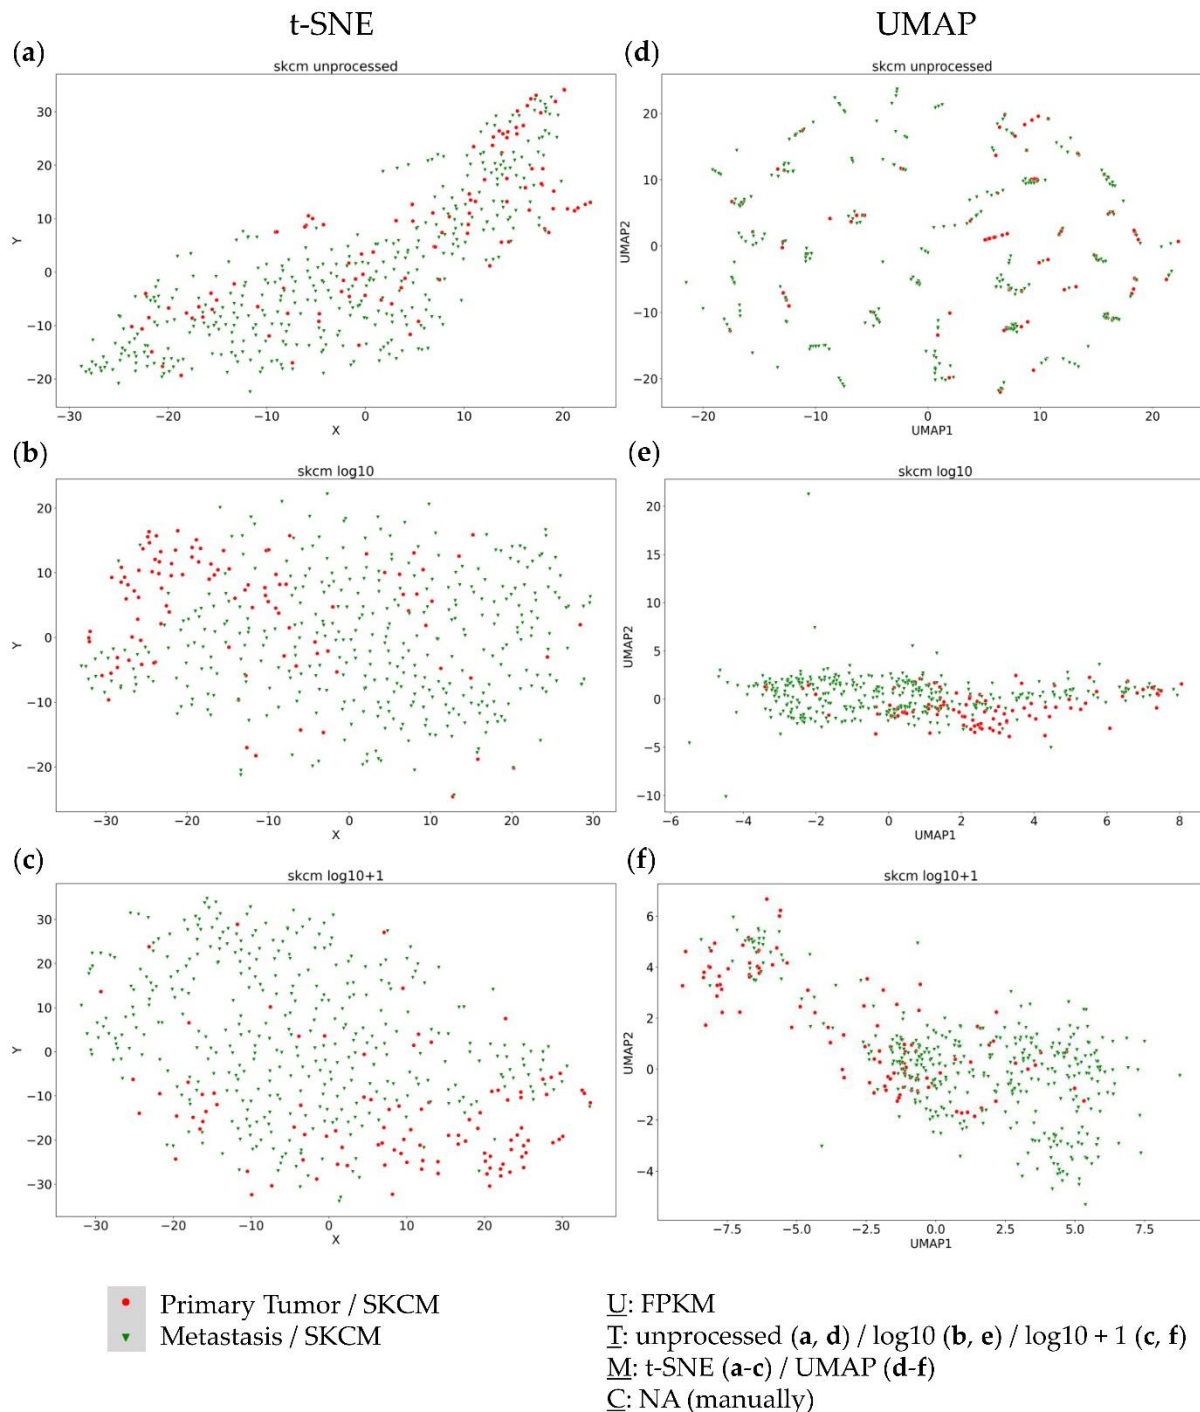 t-SNE
UMAP
(a)
skcm unprocessed
30
20
10
0
−10
−20
Y
−30
−20
−10
0
10
20
X
(d)
skcm unprocessed
20
10
0
−10
−20
UMAP2
−20
−10
0
10
20
UMAP1
(b)
skcm log10
20
10
0
−10
−20
Y
−30
−20
−10
0
10
20
30
X
(e)
skcm log10
20
15
10
5
0
−5
−10
UMAP2
−6
−4
−2
0
2
4
6
8
UMAP1
(c)
skcm log10+1
30
20
10
0
−10
−20
−30
Y
−30
−20
−10
0
10
20
30
X
(f)
skcm log10+1
6
4
2
0
−2
−4
UMAP2
−7.5
−5.0
−2.5
0.0
2.5
5.0
7.5
UMAP1
Primary Tumor / SKCM
Metastasis / SKCM
U: FPKM
T: unprocessed (a, d) / log10 (b, e) / log10 + 1 (c, f)
M: t-SNE (a-c) / UMAP (d-f)
C: NA (manually)